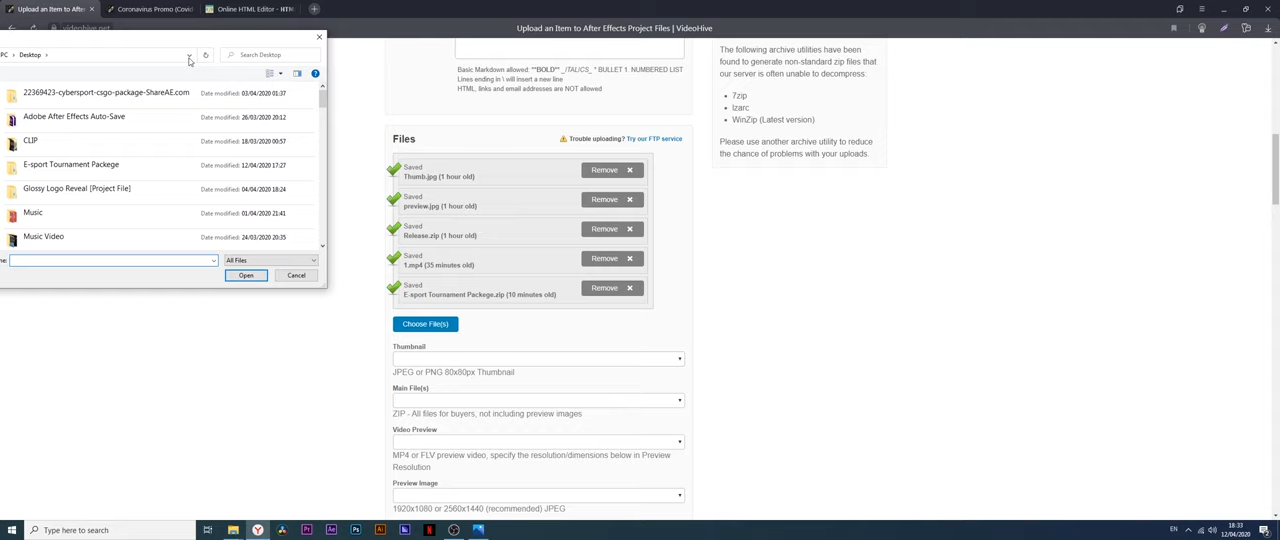 Upload an Item to After E
Coronavirus Promo (Covid
Online HTML Editor - HTM
videohive.net
Upload an Item to After Effects Project Files | VideoHive
PC > Desktop >
Search Desktop
22369423-cybersport-csgo-package-ShareAE.com
Date modified: 03/04/2020 01:37
Adobe After Effects Auto-Save
Date modified: 26/03/2020 20:12
CLIP
Date modified: 18/03/2020 00:57
E-sport Tournament Packege
Date modified: 12/04/2020 17:27
Glossy Logo Reveal [Project File]
Date modified: 04/04/2020 18:24
Music
Date modified: 01/04/2020 21:41
Music Video
Date modified: 24/03/2020 20:35
me:
All Files
Open
Cancel
Basic Markdown allowed: **BOLD** _ITALICS_ * BULLET 1. NUMBERED LIST
Lines ending in \ will insert a new line
HTML, links and email addresses are NOT allowed
Files
Trouble uploading? Try our FTP service
Saved
Thumb.jpg (1 hour old)
Remove
Saved
preview.jpg (1 hour old)
Remove
Saved
Release.zip (1 hour old)
Remove
Saved
1.mp4 (35 minutes old)
Remove
Saved
E-sport Tournament Packege.zip (10 minutes old)
Remove
Choose File(s)
Thumbnail
JPEG or PNG 80x80px Thumbnail
Main File(s)
ZIP - All files for buyers, not including preview images
Video Preview
MP4 or FLV preview video, specify the resolution/dimensions below in Preview
Resolution
Preview Image
1920x1080 or 2560x1440 (recommended) JPEG
The following archive utilities have been
found to generate non-standard zip files that
our server is often unable to decompress:
7zip
Izarc
WinZip (Latest version)
Please use another archive utility to reduce
the chance of problems with your uploads.
Type here to search
EN
18:33
12/04/2020